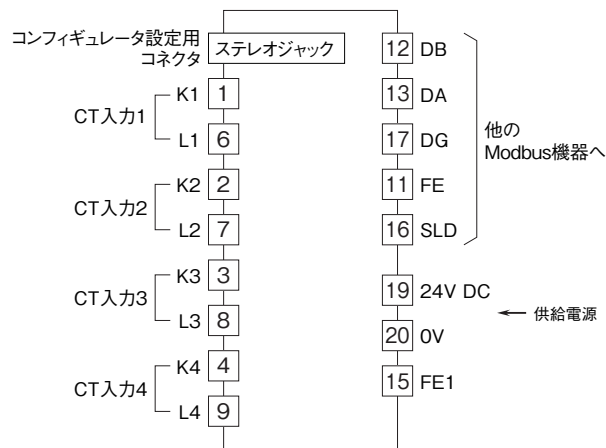 コンフィギュレータ設定用
コネクタ
ステレオジャック
CT入力1
K1 1
L1 6
CT入力2
K2 2
L2 7
CT入力3
K3 3
L3 8
CT入力4
K4 4
L4 9
12 DB
13 DA
17 DG
11 FE
16 SLD
他の
Modbus機器へ
19 24V DC
20 0V
供給電源
15 FE1